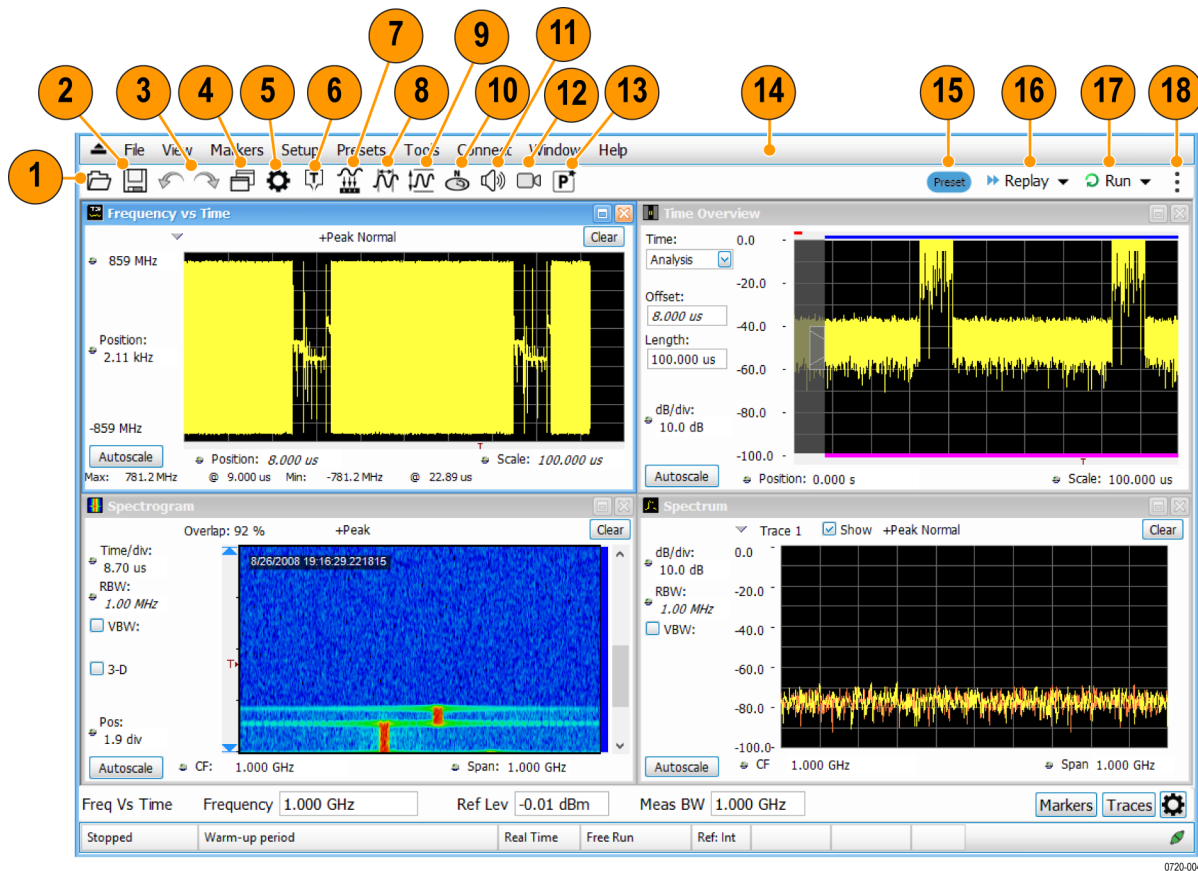 7 9 11
2 3 4 5 6 8 10 12 13 14 15 16 17 18
1
File View Markers Setup Presets Tools Connect Window Help
T N S P* Preset Replay Run
Frequency vs Time
+Peak Normal Clear
859 MHz
Position:
2.11 kHz
-859 MHz
T
Autoscale Position: 8.000 us Scale: 100.000 us
Max: 781.2 MHz @ 9.000 us Min: -781.2 MHz @ 22.89 us
Time Overview
Time: 0.0 -
Analysis
-20.0 -
Offset:
8.000 us
-40.0 -
Length:
100.000 us
-60.0 -
dB/div: -80.0 -
10.0 dB
-100.0 -
T
Autoscale Position: 0.000 s Scale: 100.000 us
Spectrogram
Overlap: 92 % +Peak Clear
Time/div:
8.70 us
8/26/2008 19:16:29.221815
RBW:
1.00 MHz
VBW:
3-D
T
Pos:
1.9 div
Autoscale CF: 1.000 GHz Span: 1.000 GHz
Spectrum
Trace 1 Show +Peak Normal Clear
dB/div: 0.0 -
10.0 dB
RBW: -20.0 -
1.00 MHz
VBW: -40.0 -
-60.0 -
-80.0 -
-100.0-
Autoscale CF 1.000 GHz Span 1.000 GHz
Freq Vs Time Frequency 1.000 GHz Ref Lev -0.01 dBm Meas BW 1.000 GHz Markers Traces
Stopped Warm-up period Real Time Free Run Ref: Int